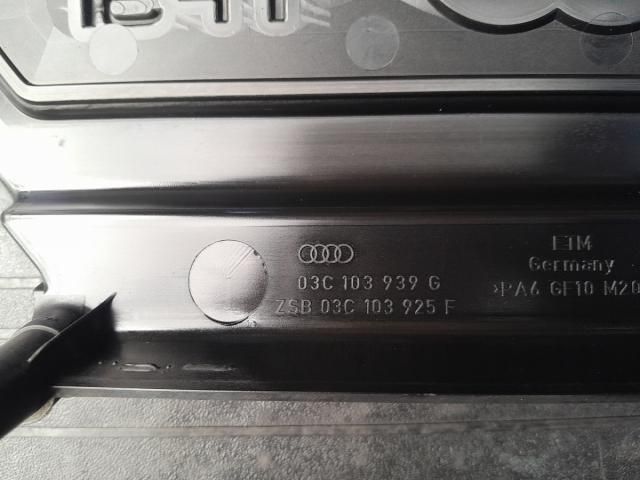 03C 103 939 G
ZSB 03C 103 925 F
ETM
Germany
>PA6 GF10 M20